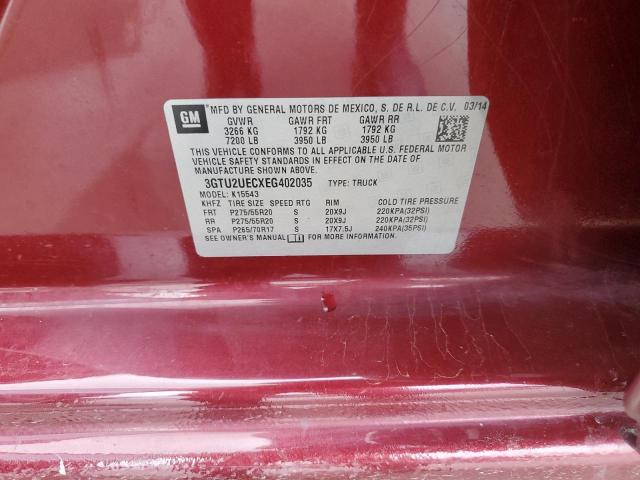 GM MFD BY GENERAL MOTORS DE MEXICO, S. DE R.L. DE C.V. 03/14
GVWR GAWR FRT GAWR RR
3266 KG 1792 KG 1792 KG
7200 LB 3950 LB 3950 LB
THIS VEHICLE CONFORMS TO ALL APPLICABLE U.S. FEDERAL MOTOR
VEHICLE SAFETY STANDARDS IN EFFECT ON THE DATE OF
MANUFACTURE SHOWN ABOVE.
3GTU2UECXEG402035 TYPE: TRUCK
MODEL: K15543
KHFZ TIRE SIZE SPEED RTG RIM COLD TIRE PRESSURE
FRT P275/55R20 S 20X9J 220KPA(32PSI)
RR P275/55R20 S 20X9J 220KPA(32PSI)
SPA P265/70R17 S 17X7.5J 240KPA(35PSI)
SEE OWNER'S MANUAL FOR MORE INFORMATION.